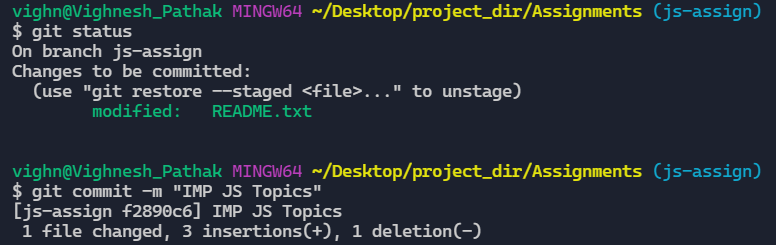 vighn@Vighnesh_Pathak MINGW64 ~/Desktop/project_dir/Assignments (js-assign)
$ git status
On branch js-assign
Changes to be committed:
  (use "git restore --staged <file>..." to unstage)
        modified:   README.txt

vighn@Vighnesh_Pathak MINGW64 ~/Desktop/project_dir/Assignments (js-assign)
$ git commit -m "IMP JS Topics"
[js-assign f2890c6] IMP JS Topics
 1 file changed, 3 insertions(+), 1 deletion(-)